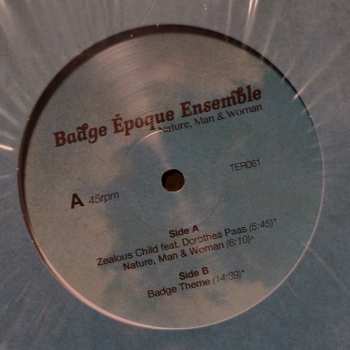 Badge Époque Ensemble
Nature, Man & Woman
A 45rpm
TER061
Side A
Zealous Child feat. Dorothea Paas (5:45)*
Nature, Man & Woman (6:10)^
Side B
Badge Theme (14:39)*